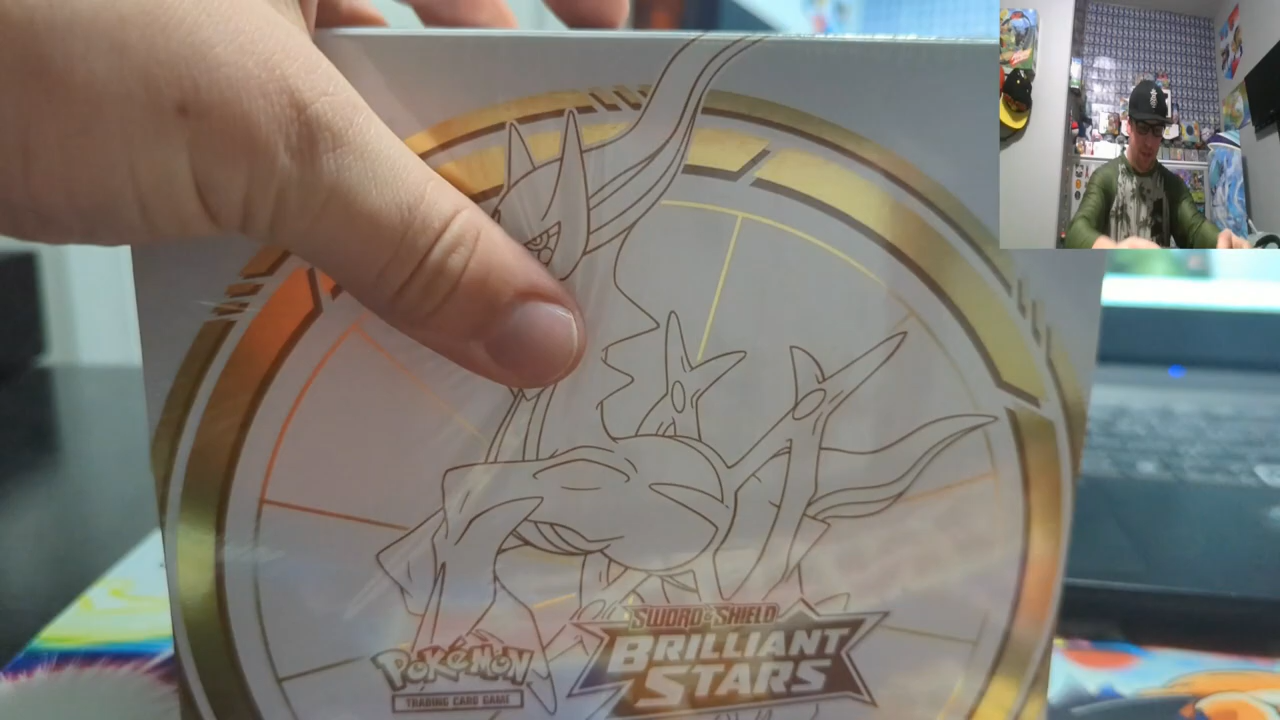 SWORD & SHIELD
BRILLIANT
STARS
POKéMON
TRADING CARD GAME